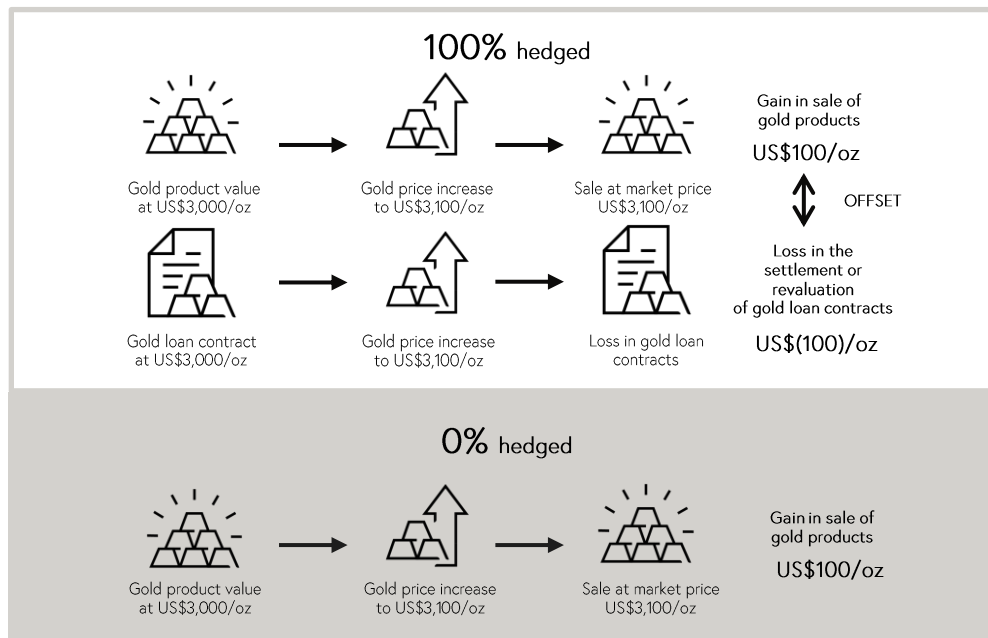 100% hedged
Gold product value
at US$3,000/oz
Gold price increase
to US$3,100/oz
Sale at market price
US$3,100/oz
Gain in sale of
gold products
US$100/oz
OFFSET
Gold loan contract
at US$3,000/oz
Gold price increase
to US$3,100/oz
Loss in gold loan
contracts
Loss in the
settlement or
revaluation
of gold loan contracts
US$(100)/oz
0% hedged
Gold product value
at US$3,000/oz
Gold price increase
to US$3,100/oz
Sale at market price
US$3,100/oz
Gain in sale of
gold products
US$100/oz